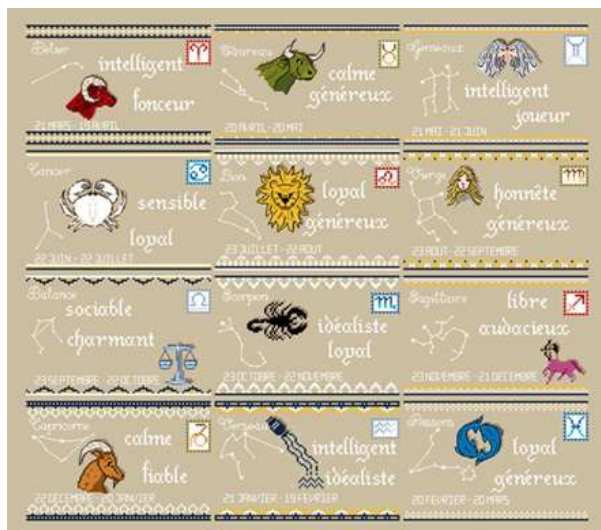 Bélier
intelligent
fonceur
21 MARS - 19 AVRIL
Taureau
calme
généreux
20 AVRIL - 20 MAI
Gémeaux
intelligent
joueur
21 MAI - 21 JUIN
Cancer
sensible
loyal
22 JUIN - 22 JUILLET
Lion
loyal
généreux
23 JUILLET - 22 AOUT
Vierge
honnête
généreux
23 AOUT - 22 SEPTEMBRE
Balance
sociable
charmant
23 SEPTEMBRE - 22 OCTOBRE
Scorpion
idéaliste
loyal
23 OCTOBRE - 22 NOVEMBRE
Sagittaire
libre
audacieux
23 NOVEMBRE - 21 DECEMBRE
Capricorne
calme
fiable
22 DECEMBRE - 20 JANVIER
Verseau
intelligent
idéaliste
21 JANVIER - 19 FEVRIER
Poissons
loyal
généreux
20 FEVRIER - 20 MARS